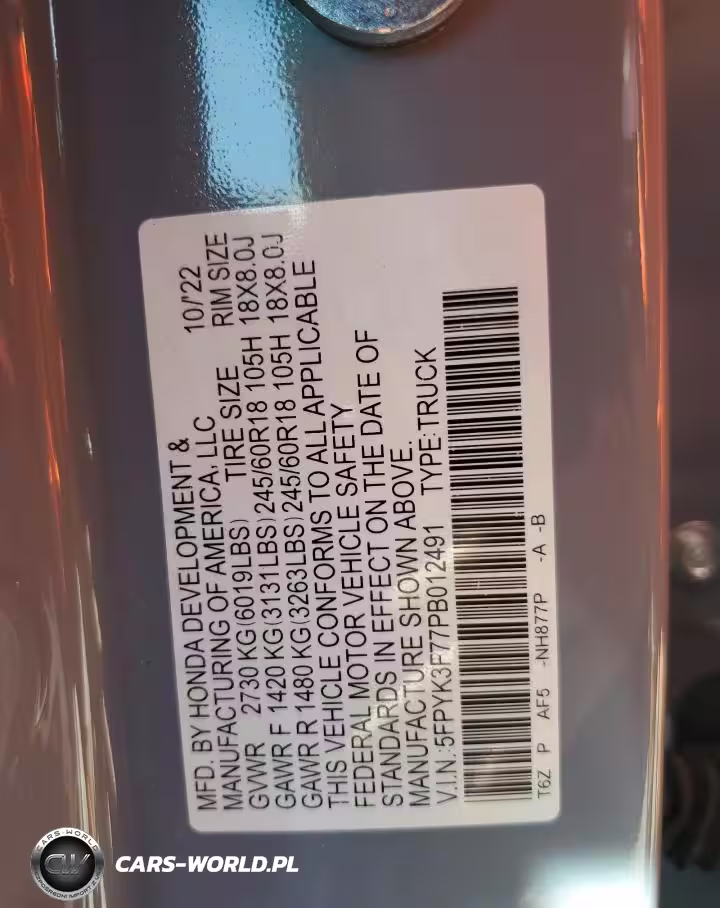 MFD. BY HONDA DEVELOPMENT &
MANUFACTURING OF AMERICA, LLC 10/'22
GVWR 2730 KG(6019LBS) TIRE SIZE RIM SIZE
GAWR F 1420 KG(3131LBS) 245/60R18 105H 18X8.0J
GAWR R 1480 KG(3263LBS) 245/60R18 105H 18X8.0J
THIS VEHICLE CONFORMS TO ALL APPLICABLE
FEDERAL MOTOR VEHICLE SAFETY
STANDARDS IN EFFECT ON THE DATE OF
MANUFACTURE SHOWN ABOVE.
V.I.N.:5FPYK3F77PB012491 TYPE:TRUCK
T6Z P AF5 -NH877P -A -B
CARS-WORLD
CW
CARS-WORLD.PL